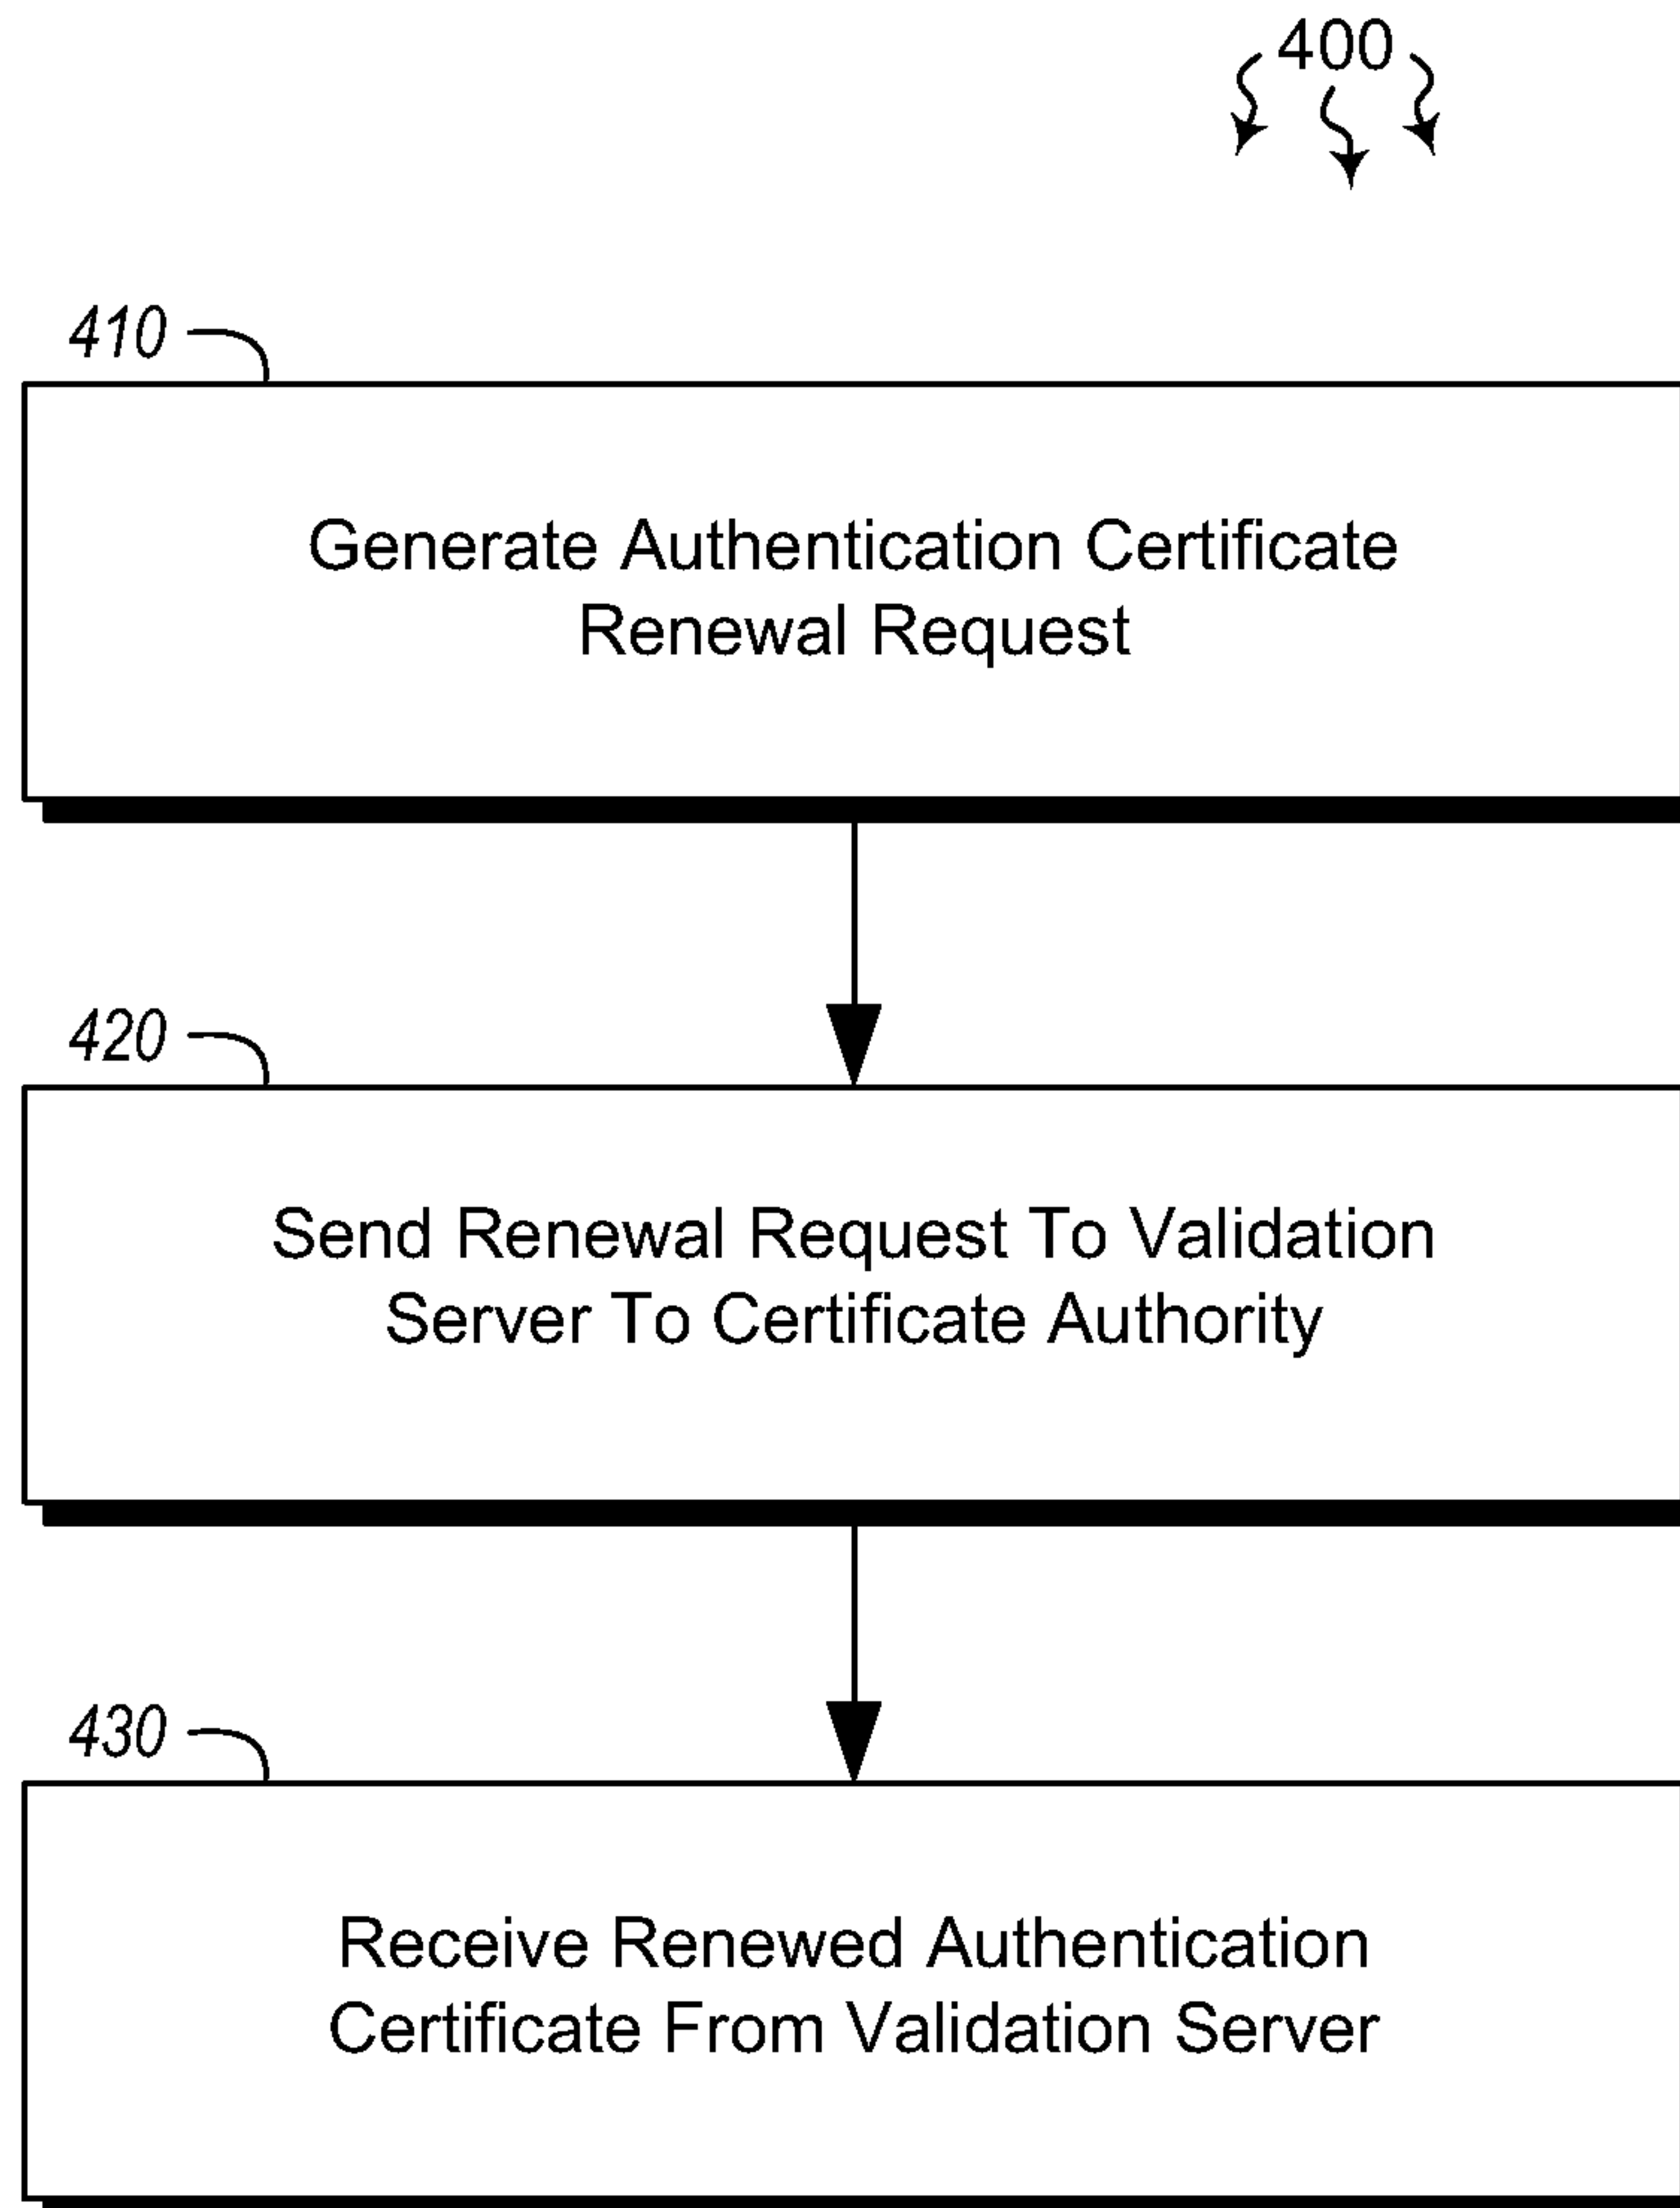 400
410
Generate Authentication Certificate
Renewal Request
420
Send Renewal Request To Validation
Server To Certificate Authority
430
Receive Renewed Authentication
Certificate From Validation Server